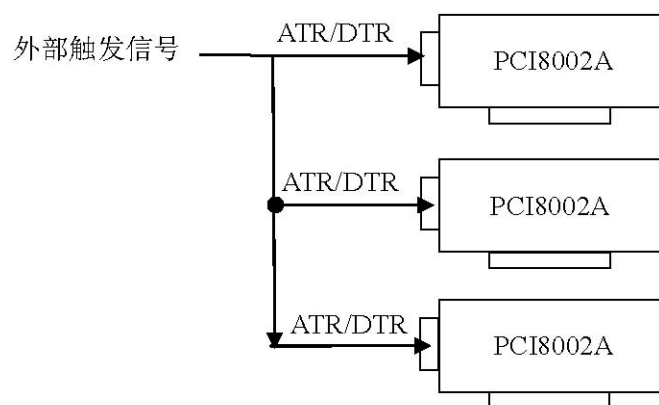 外部触发信号
ATR/DTR
PCI8002A
ATR/DTR
PCI8002A
ATR/DTR
PCI8002A